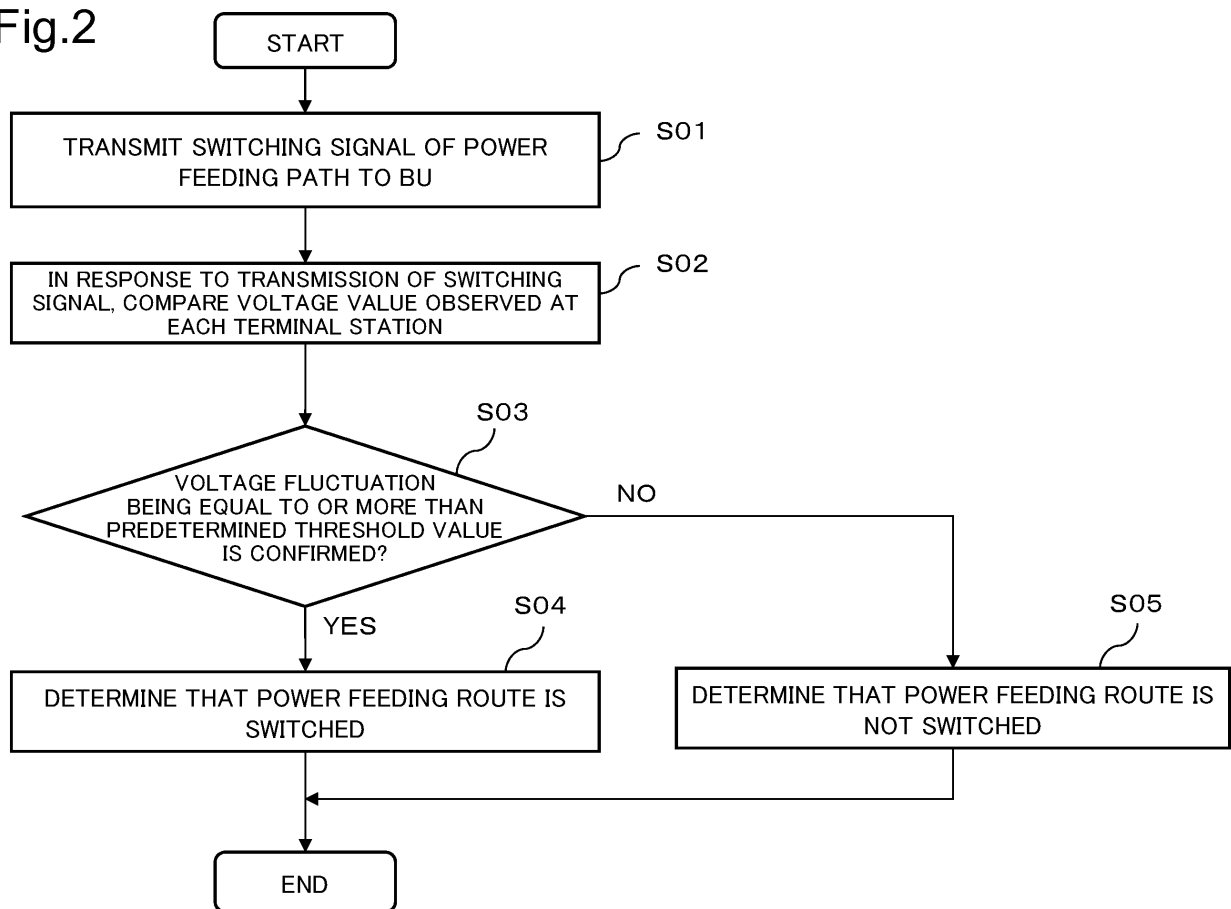 Fig.2
START
TRANSMIT SWITCHING SIGNAL OF POWER
FEEDING PATH TO BU
S01
IN RESPONSE TO TRANSMISSION OF SWITCHING
SIGNAL, COMPARE VOLTAGE VALUE OBSERVED AT
EACH TERMINAL STATION
S02
S03
VOLTAGE FLUCTUATION
BEING EQUAL TO OR MORE THAN
PREDETERMINED THRESHOLD VALUE
IS CONFIRMED?
NO
YES
S04
DETERMINE THAT POWER FEEDING ROUTE IS
SWITCHED
S05
DETERMINE THAT POWER FEEDING ROUTE IS
NOT SWITCHED
END